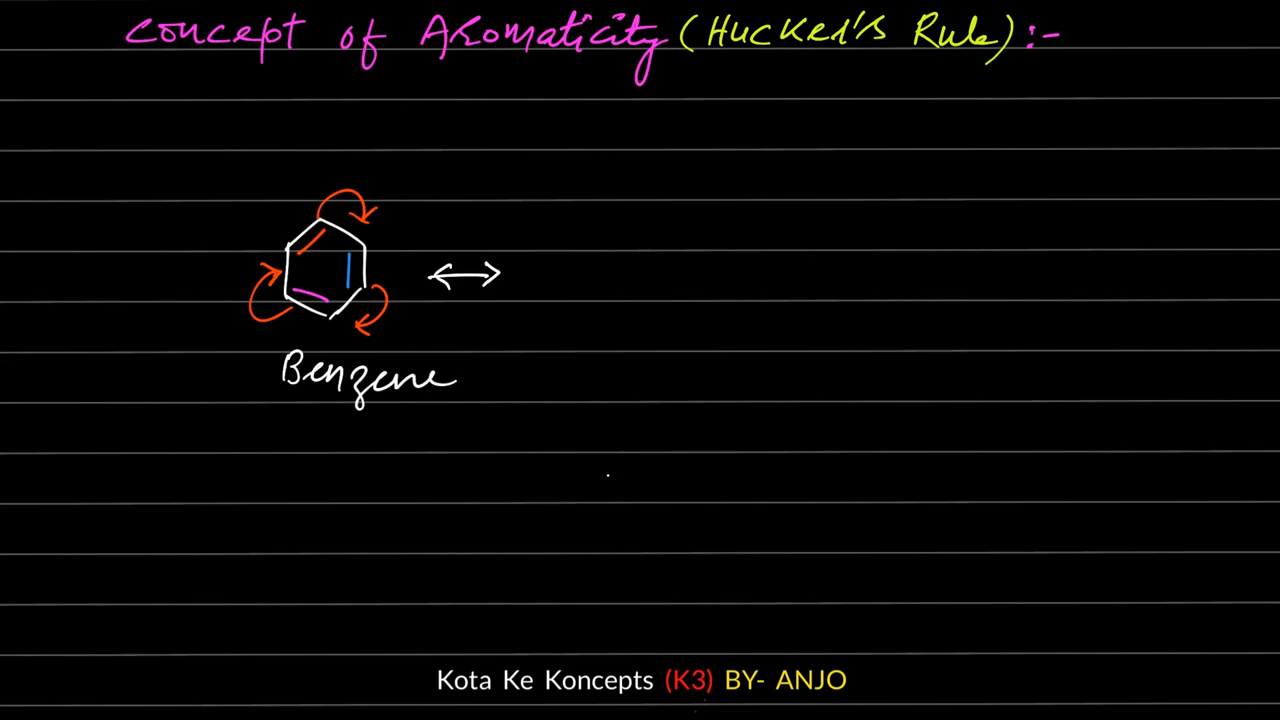 Concept of Aromaticity (Huckel's Rule) :-
Benzene
Kota Ke Koncepts (K3) BY- ANJO